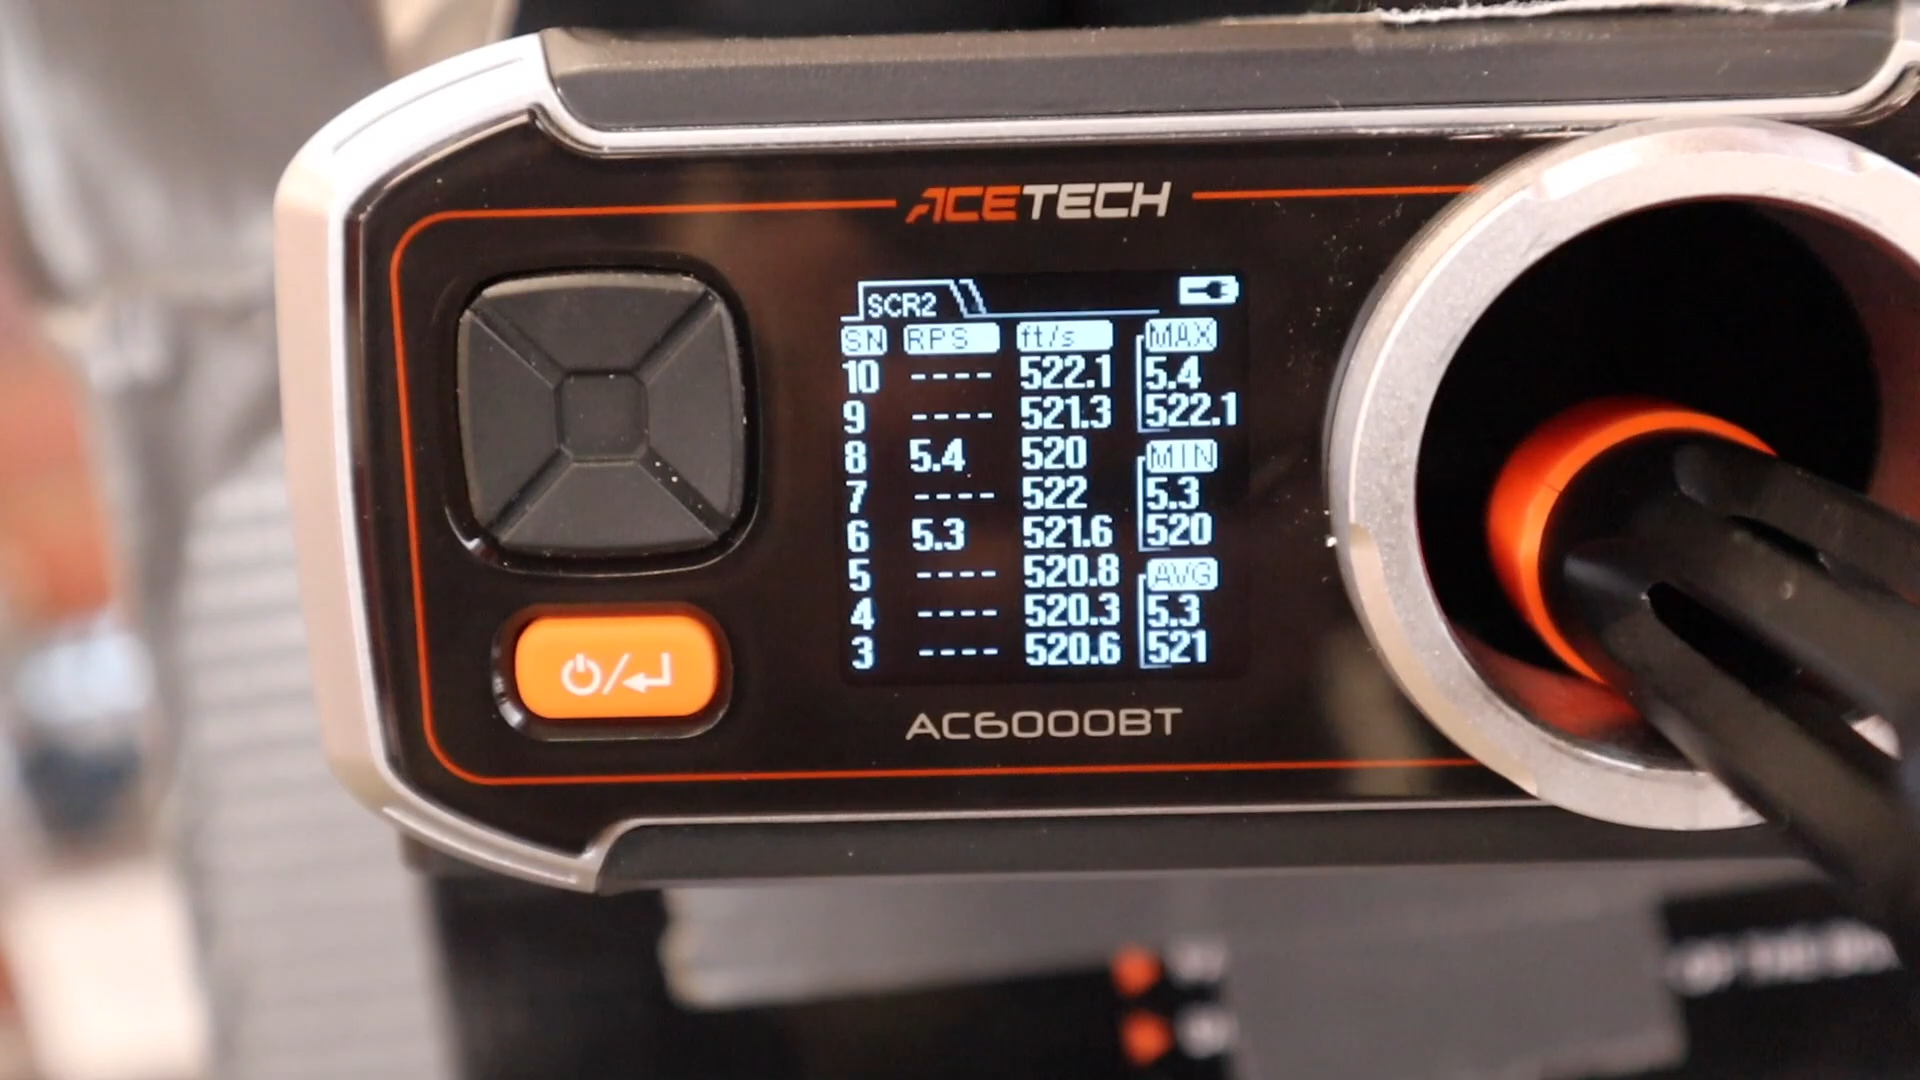 ACETECH
SCR2
SN RPS ft/s MAX
10 ---- 522.1 5.4
9 ---- 521.3 522.1
8 5.4 520 MIN
7 ---- 522 5.3
6 5.3 521.6 520
5 ---- 520.8 AVG
4 ---- 520.3 5.3
3 ---- 520.6 521
AC6000BT